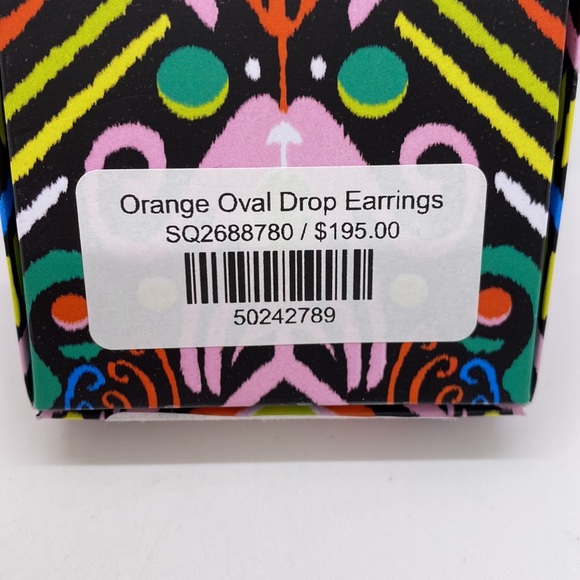 Orange Oval Drop Earrings
SQ2688780 / $195.00
50242789